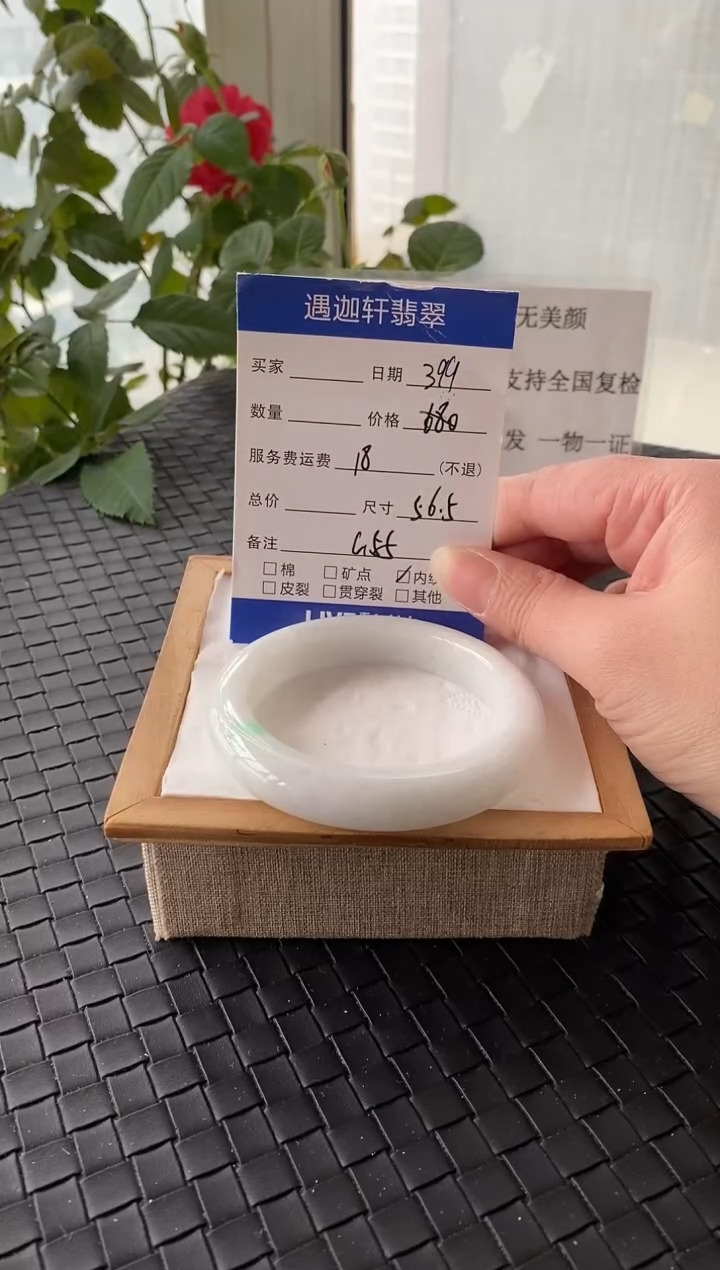 遇迦轩翡翠
买家 日期 399
数量 价格 680
服务费运费 18 (不退)
总价 尺寸 56.5
备注 G55
☐棉 ☐矿点 ☑内纹
☐皮裂 ☐贯穿裂 ☐其他
LIVE
无美颜
支持全国复检
发 一物一证